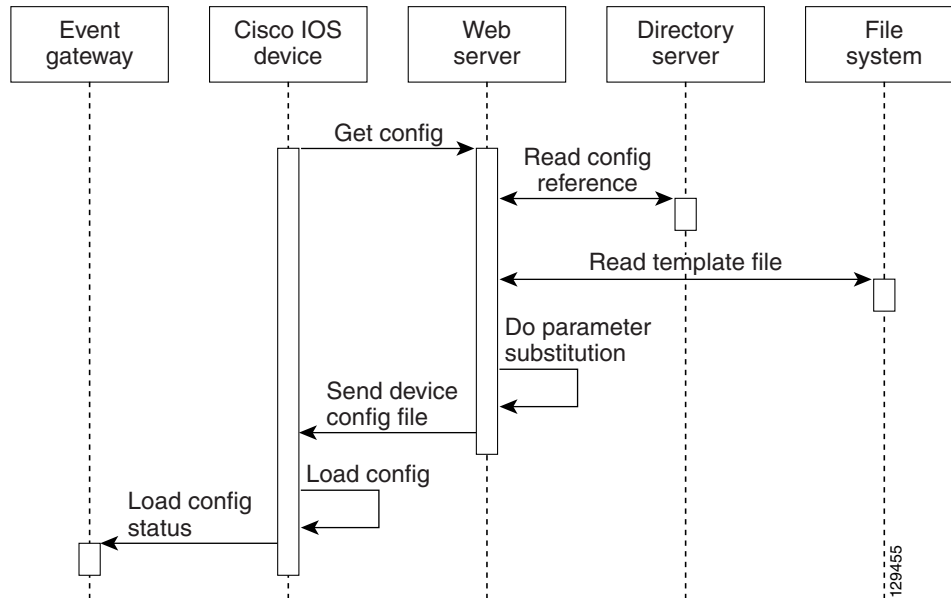 Event
gateway
Cisco IOS
device
Web
server
Directory
server
File
system
Get config
Read config
reference
Read template file
Do parameter
substitution
Send device
config file
Load config
Load config
status
129455